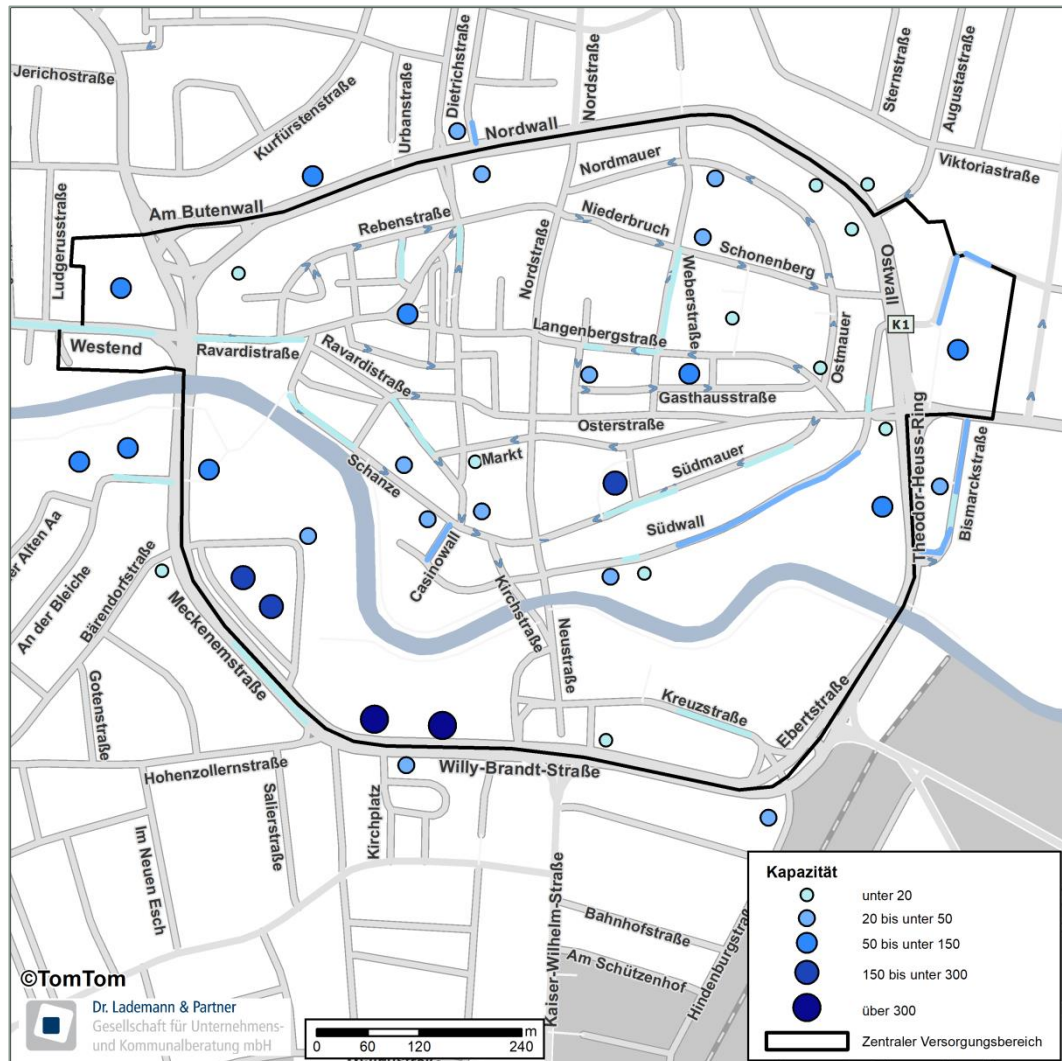 Jerichostraße
Kurfürstenstraße
Urbanstraße
Dietrichstraße
Nordwall
Nordstraße
Sternstraße
Augustastraße
Viktoriastraße
Ludgerusstraße
Am Butenwall
Rebenstraße
Nordmauer
Niederbruch
Schonenberg
Nordstraße
Weberstraße
Ostwall
K1
Westend
Ravardistraße
Ravardistraße
Langenbergstraße
Ostmauer
Gasthausstraße
Osterstraße
Markt
Schanze
Südmauer
Südwall
Theodor-Heuss-Ring
Bismarckstraße
er Alten Aa
An der Bleiche
Bärendorfstraße
Casinowall
Kirchstraße
Neustraße
Meckenemstraße
Gotenstraße
Kreuzstraße
Ebertstraße
Hohenzollernstraße
Willy-Brandt-Straße
Salierstraße
Kirchplatz
Im Neuen Esch
Kaiser-Wilhelm-Straße
Bahnhofstraße
Am Schützenhof
Hindenburgstraß
Kapazität
unter 20
20 bis unter 50
50 bis unter 150
150 bis unter 300
über 300
Zentraler Versorgungsbereich
©TomTom
Dr. Lademann & Partner
Gesellschaft für Unternehmens-
und Kommunalberatung mbH
m
0 60 120 240